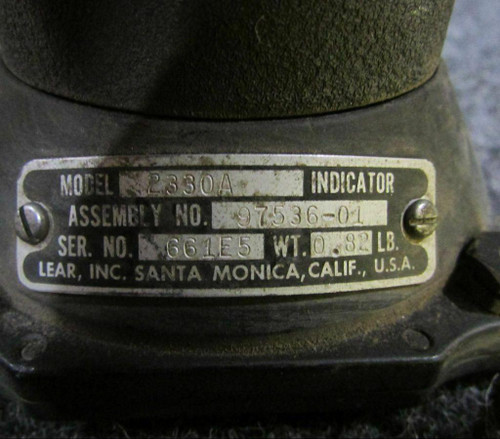 MODEL 2330A INDICATOR
ASSEMBLY NO. 97536-01
SER. NO. 661E5 WT. 0.82 LB.
LEAR, INC. SANTA MONICA, CALIF., U.S.A.